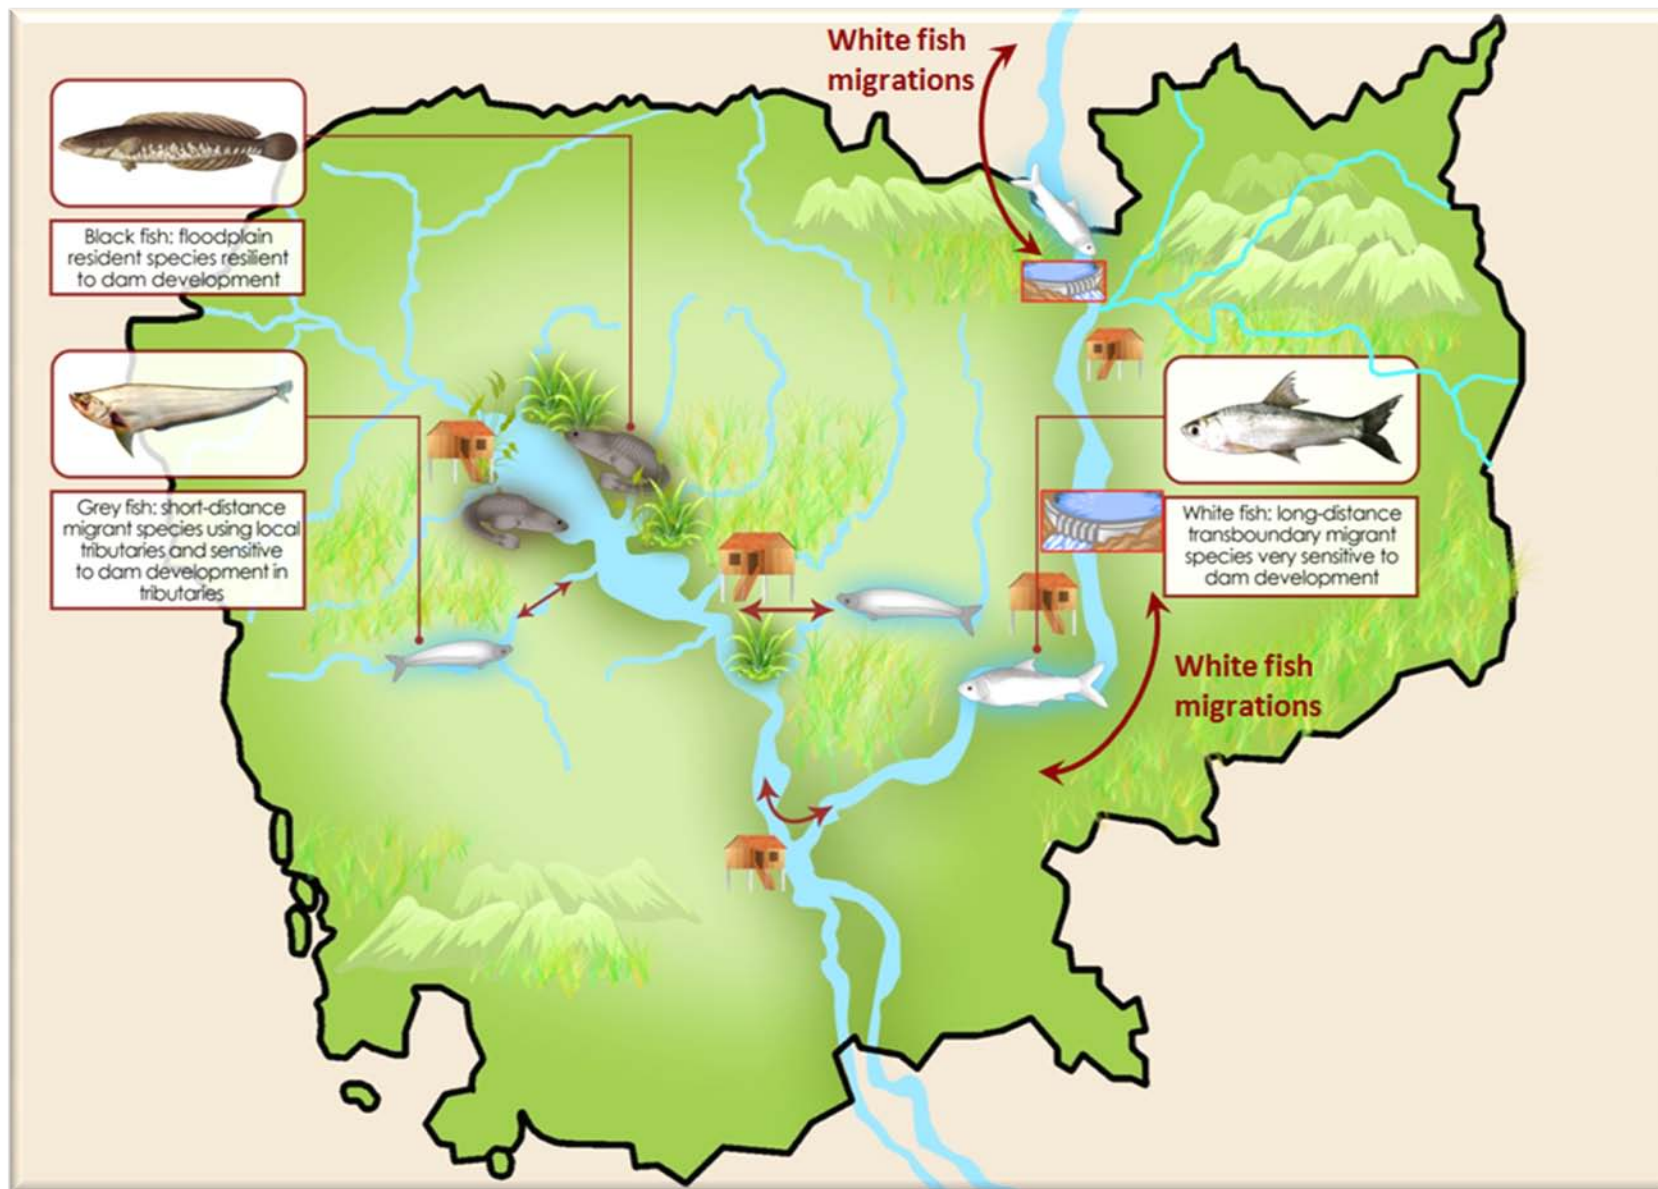 White fish
migrations
Black fish: floodplain
resident species resilient
to dam development
Grey fish: short-distance
migrant species using local
tributaries and sensitive
to dam development in
tributaries
White fish: long-distance
transboundary migrant
species very sensitive to
dam development
White fish
migrations